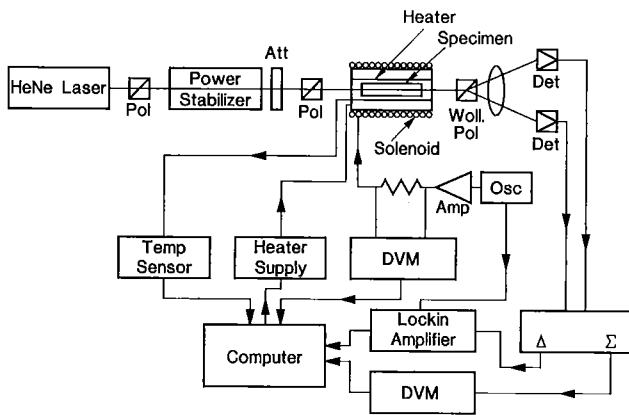 Heater
Specimen
Att
HeNe Laser
Pol
Power
Stabilizer
Pol
Woll.
Pol
Det
Det
Solenoid
Amp
Osc
Temp
Sensor
Heater
Supply
DVM
Computer
Lockin
Amplifier
Δ Σ
DVM